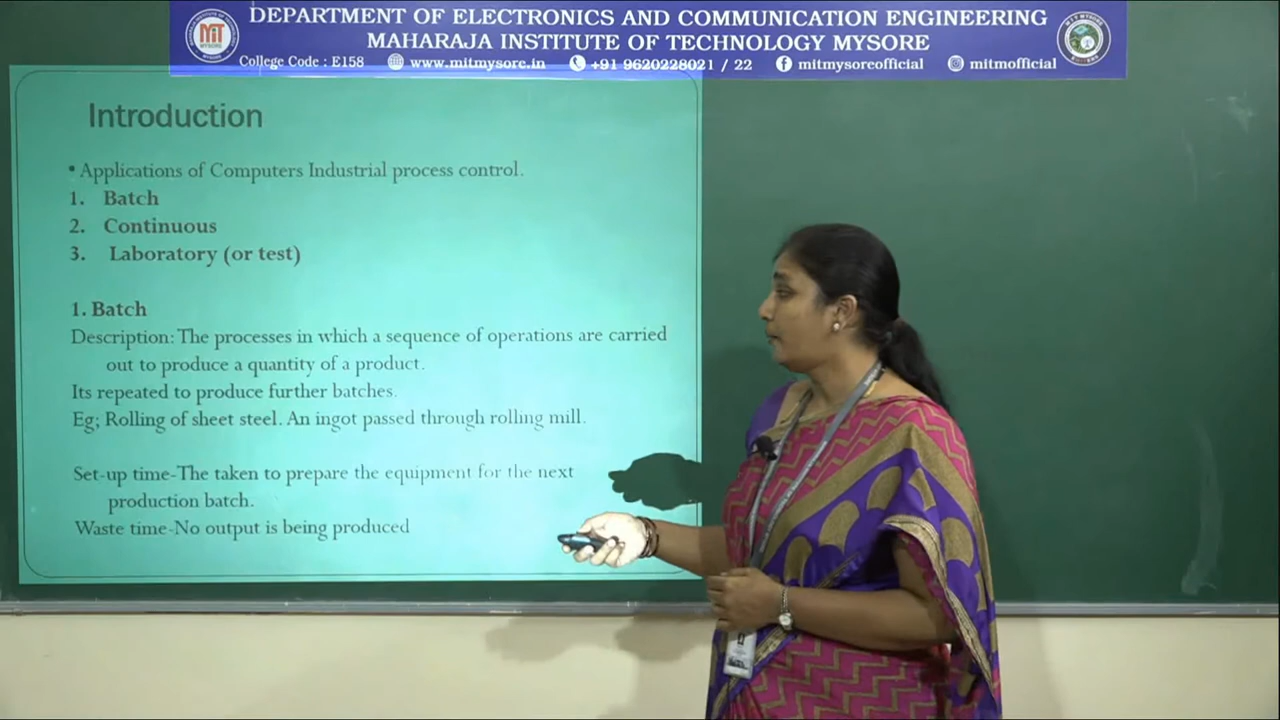 DEPARTMENT OF ELECTRONICS AND COMMUNICATION ENGINEERING
MAHARAJA INSTITUTE OF TECHNOLOGY MYSORE
College Code : E158 www.mitmysore.in +91 9620228021 / 22 mitmysoreofficial mitmofficial
MIT
MYSORE
Introduction
• Applications of Computers Industrial process control.
1. Batch
2. Continuous
3. Laboratory (or test)
1. Batch
Description: The processes in which a sequence of operations are carried
out to produce a quantity of a product.
Its repeated to produce further batches.
Eg; Rolling of sheet steel. An ingot passed through rolling mill.
Set-up time-The taken to prepare the equipment for the next
production batch.
Waste time-No output is being produced